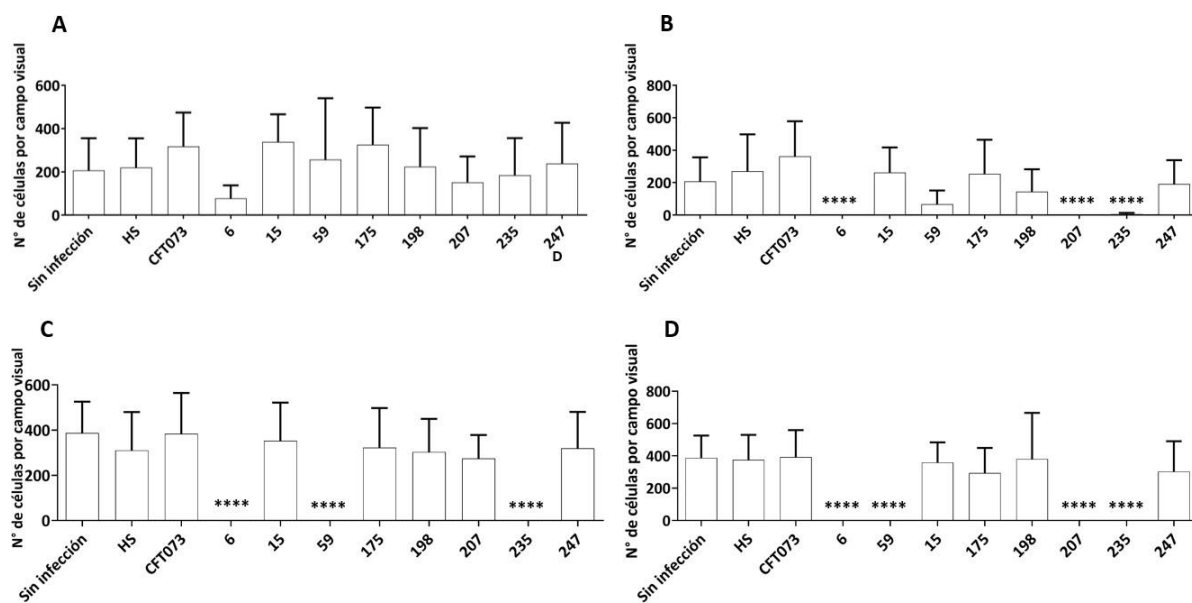 A
N° de células por campo visual
600
400
200
0
Sin infección
HS
CFT073
6
15
59
175
198
207
235
247
D
B
N° de células por campo visual
800
600
400
200
0
****
****
****
Sin infección
HS
CFT073
6
15
59
175
198
207
235
247
C
N° de células por campo visual
600
400
200
0
****
****
****
Sin infección
HS
CFT073
6
15
59
175
198
207
235
247
D
N° de células por campo visual
800
600
400
200
0
****
****
****
****
Sin infección
HS
CFT073
6
59
15
175
198
207
235
247